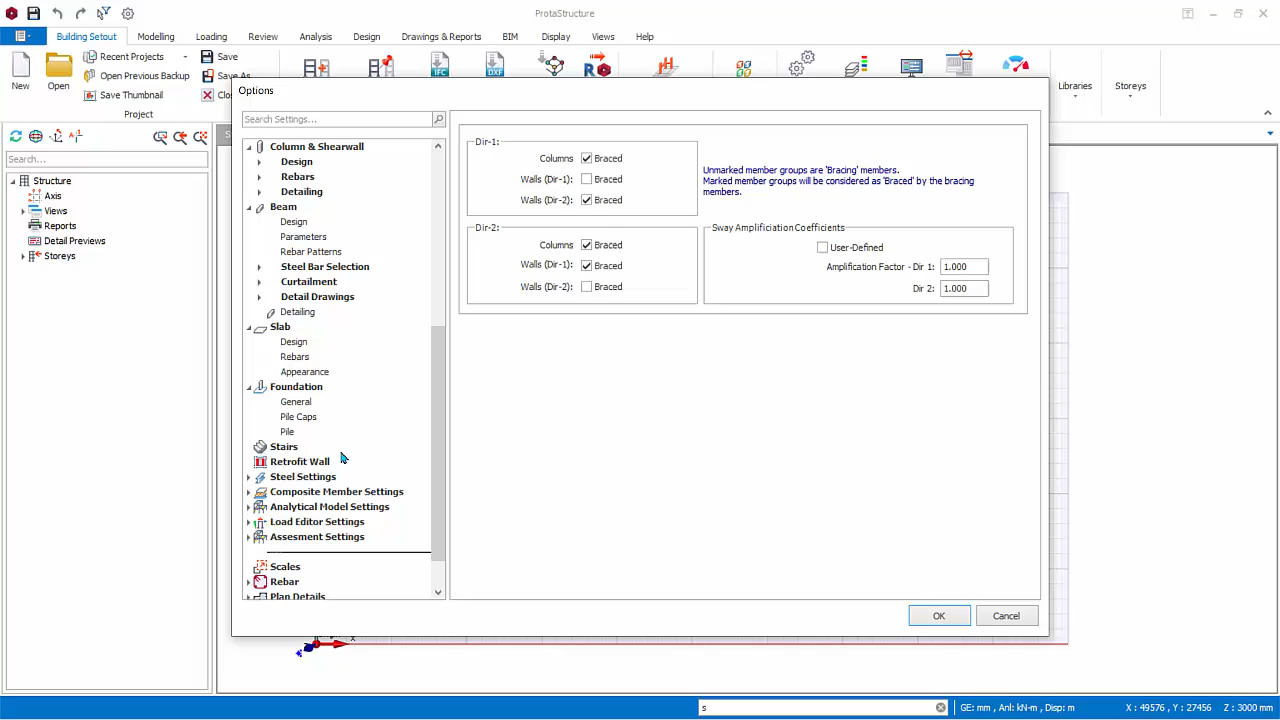 ProtaStructure
Building Setout
Modelling
Loading
Review
Analysis
Design
Drawings & Reports
BIM
Display
Views
Help
New
Open
Recent Projects
Open Previous Backup
Save Thumbnail
Save
Save As
Clo
Project
IFC
DXF
R
Libraries
Storeys
Options
Search...
Structure
Axis
Views
Reports
Detail Previews
Storeys
S
Search Settings...
Column & Shearwall
Design
Rebars
Detailing
Beam
Design
Parameters
Rebar Patterns
Steel Bar Selection
Curtailment
Detail Drawings
Detailing
Slab
Design
Rebars
Appearance
Foundation
General
Pile Caps
Pile
Stairs
Retrofit Wall
Steel Settings
Composite Member Settings
Analytical Model Settings
Load Editor Settings
Assesment Settings
Scales
Rebar
Plan Details
Dir-1:
Columns Braced
Walls (Dir-1): Braced
Walls (Dir-2): Braced
Unmarked member groups are 'Bracing' members.
Marked member groups will be considered as 'Braced' by the bracing
members.
Dir-2:
Columns Braced
Walls (Dir-1): Braced
Walls (Dir-2): Braced
Sway Amplificiation Coefficients
User-Defined
Amplification Factor - Dir 1: 1.000
Dir 2: 1.000
OK
Cancel
x
s
GE: mm , Anl: kN-m , Disp: m
X : 49576 , Y : 27456
Z : 3000 mm